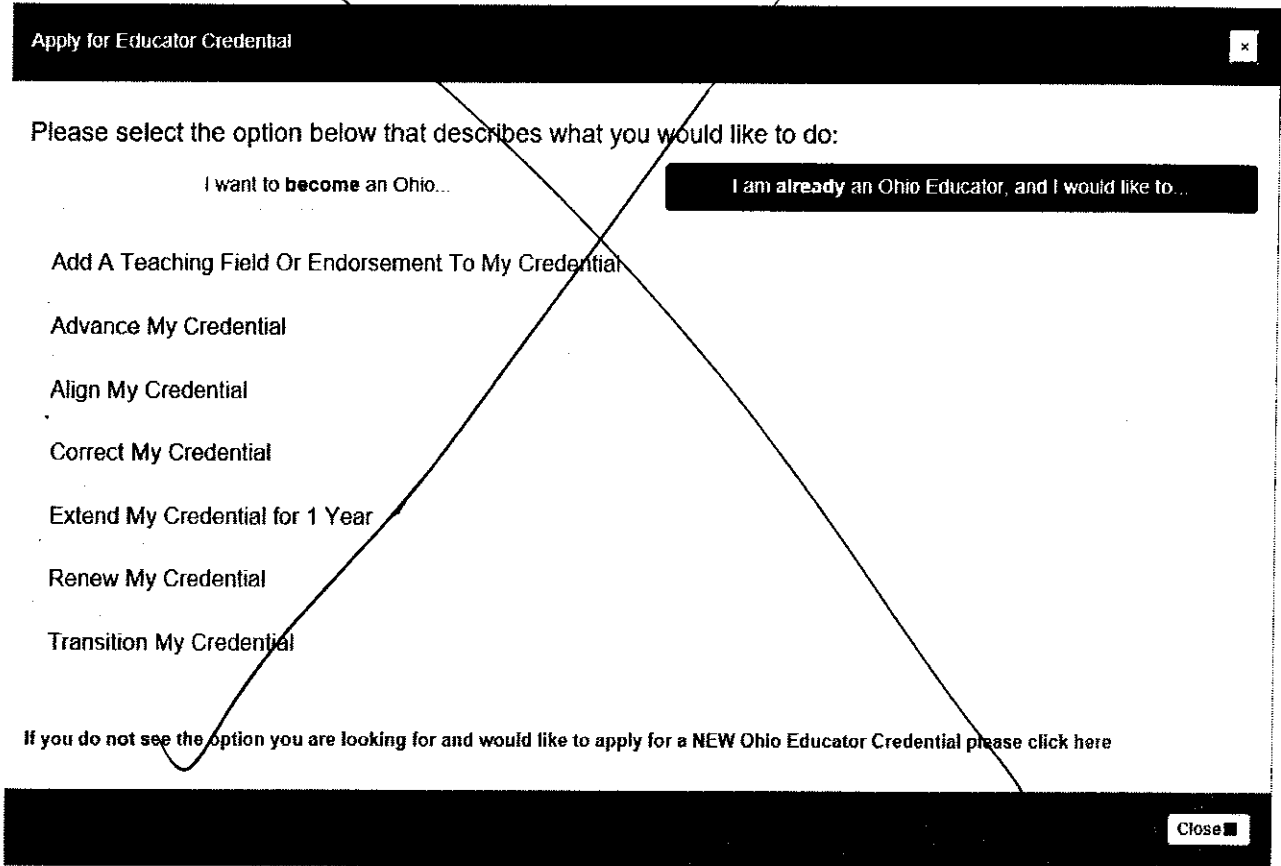 Apply for Educator Credential
×
Please select the option below that describes what you would like to do:
I want to become an Ohio...
I am already an Ohio Educator, and I would like to...
Add A Teaching Field Or Endorsement To My Credential
Advance My Credential
Align My Credential
Correct My Credential
Extend My Credential for 1 Year
Renew My Credential
Transition My Credential
If you do not see the option you are looking for and would like to apply for a NEW Ohio Educator Credential please click here
Close